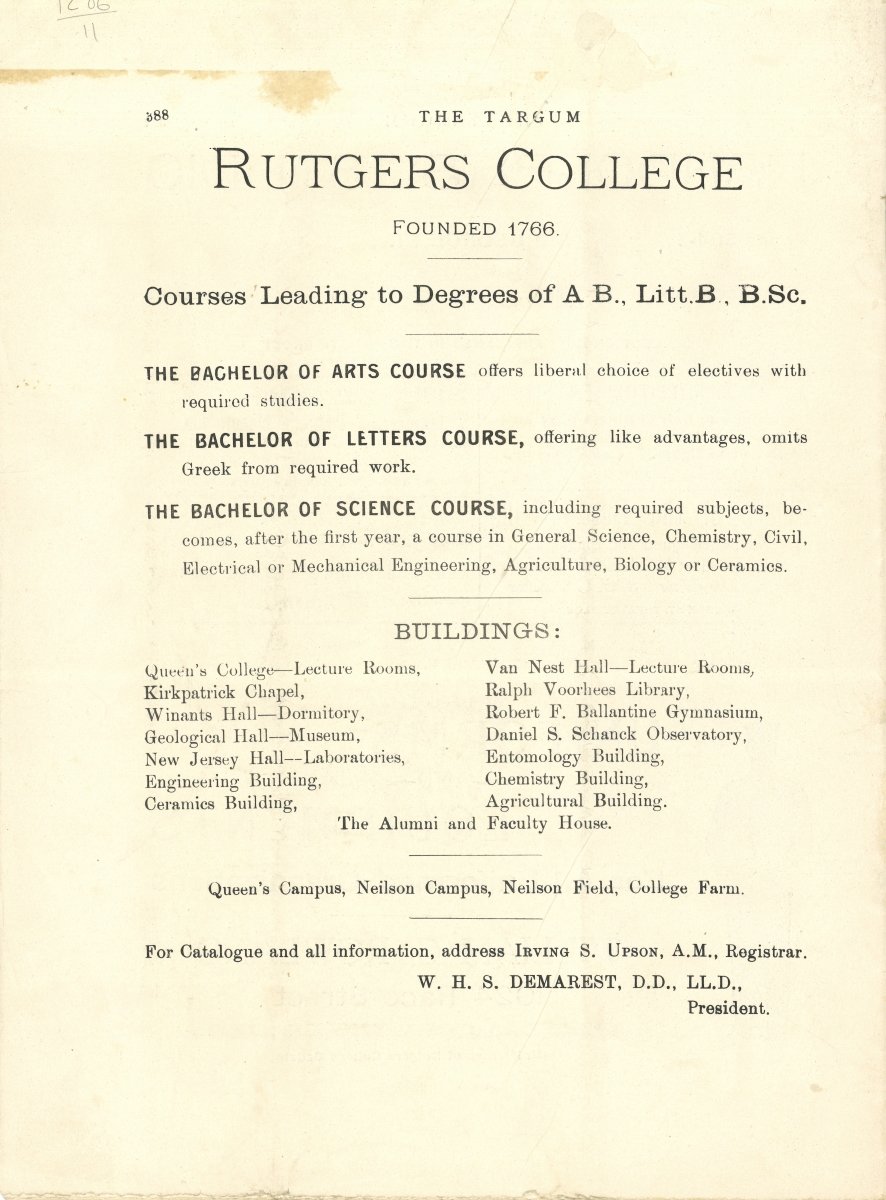 388 THE TARGUM
RUTGERS COLLEGE
FOUNDED 1766.
Courses Leading to Degrees of A B., Litt.B., B.Sc.
THE BACHELOR OF ARTS COURSE offers liberal choice of electives with
required studies.
THE BACHELOR OF LETTERS COURSE, offering like advantages, omits
Greek from required work.
THE BACHELOR OF SCIENCE COURSE, including required subjects, be-
comes, after the first year, a course in General Science, Chemistry, Civil,
Electrical or Mechanical Engineering, Agriculture, Biology or Ceramics.
BUILDINGS:
Queen's College—Lecture Rooms,
Kirkpatrick Chapel,
Winants Hall—Dormitory,
Geological Hall—Museum,
New Jersey Hall—Laboratories,
Engineering Building,
Ceramics Building,
Van Nest Hall—Lecture Rooms,
Ralph Voorhees Library,
Robert F. Ballantine Gymnasium,
Daniel S. Schanck Observatory,
Entomology Building,
Chemistry Building,
Agricultural Building.
The Alumni and Faculty House.
Queen's Campus, Neilson Campus, Neilson Field, College Farm.
For Catalogue and all information, address IRVING S. UPSON, A.M., Registrar.
W. H. S. DEMAREST, D.D., LL.D.,
President.